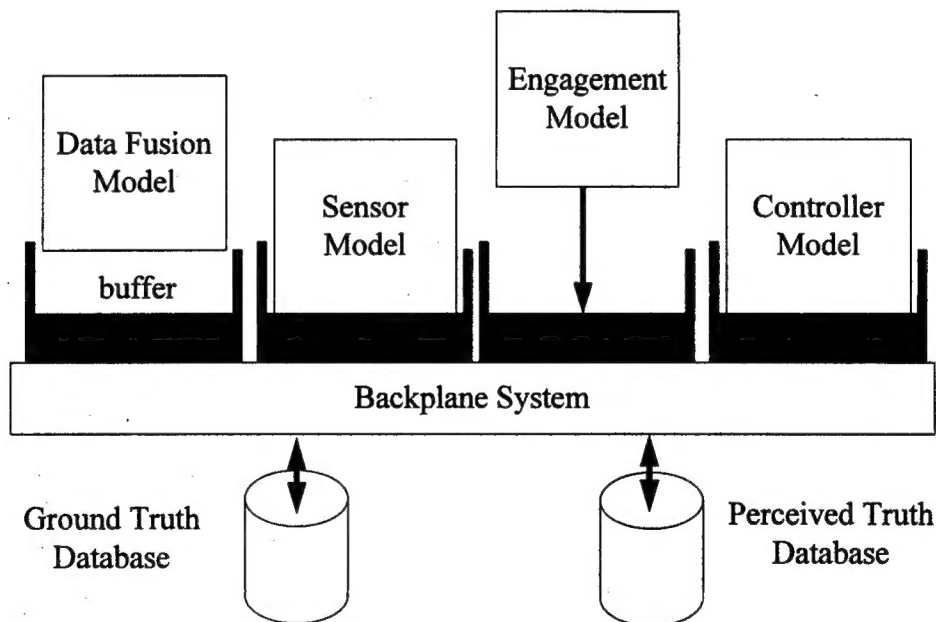 Engagement
Model
Data Fusion
Model
Sensor
Model
Controller
Model
buffer
Backplane System
Ground Truth
Database
Perceived Truth
Database